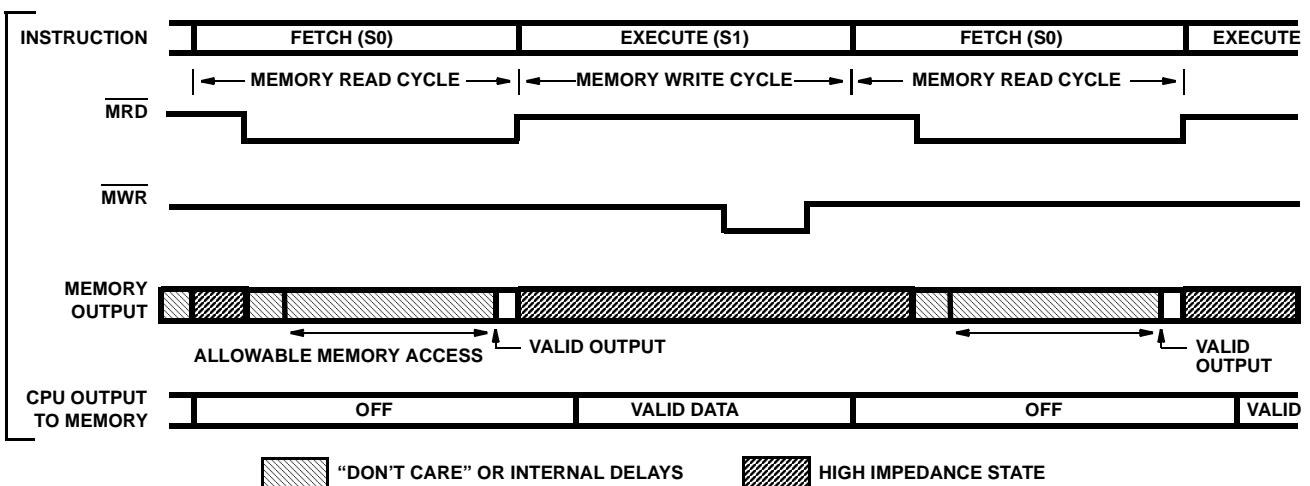 INSTRUCTION FETCH (S0) EXECUTE (S1) FETCH (S0) EXECUTE
MEMORY READ CYCLE MEMORY WRITE CYCLE MEMORY READ CYCLE
MRD
MWR
MEMORY
OUTPUT
ALLOWABLE MEMORY ACCESS
VALID OUTPUT
VALID
OUTPUT
CPU OUTPUT
TO MEMORY
OFF VALID DATA OFF VALID
“DON'T CARE” OR INTERNAL DELAYS HIGH IMPEDANCE STATE